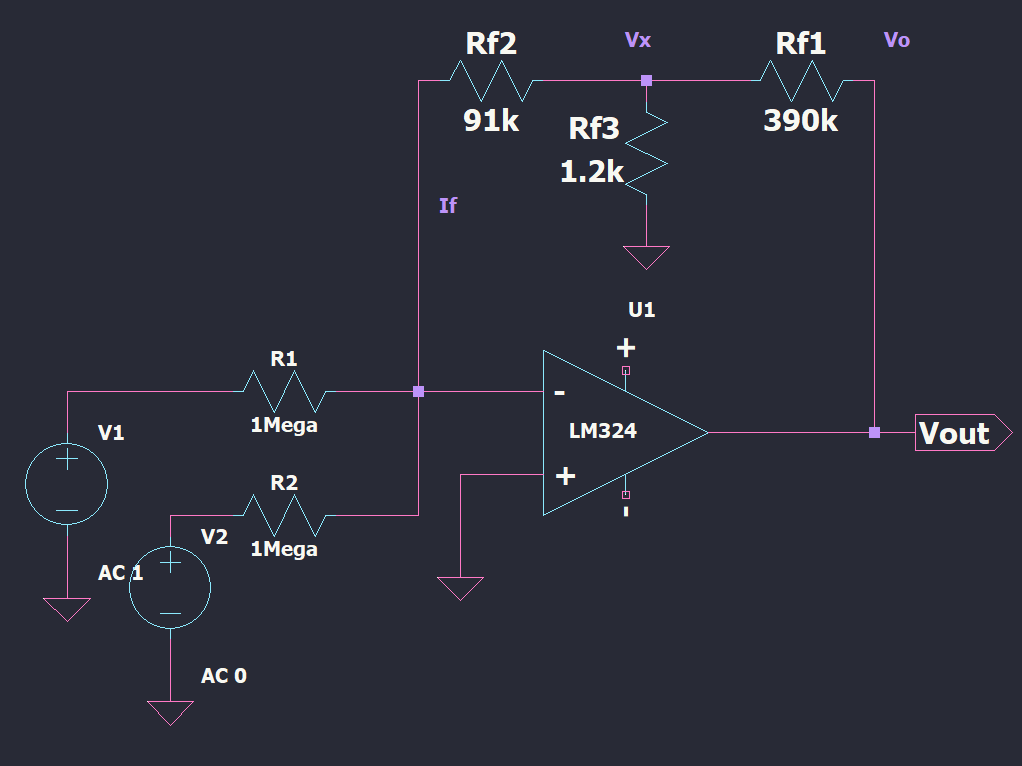 Rf2
Vx
Rf1
Vo
91k
Rf3
390k
1.2k
If
U1
+
R1
-
1Mega
LM324
V1
Vout
+
R2
-
V2
1Mega
AC 1
AC 0